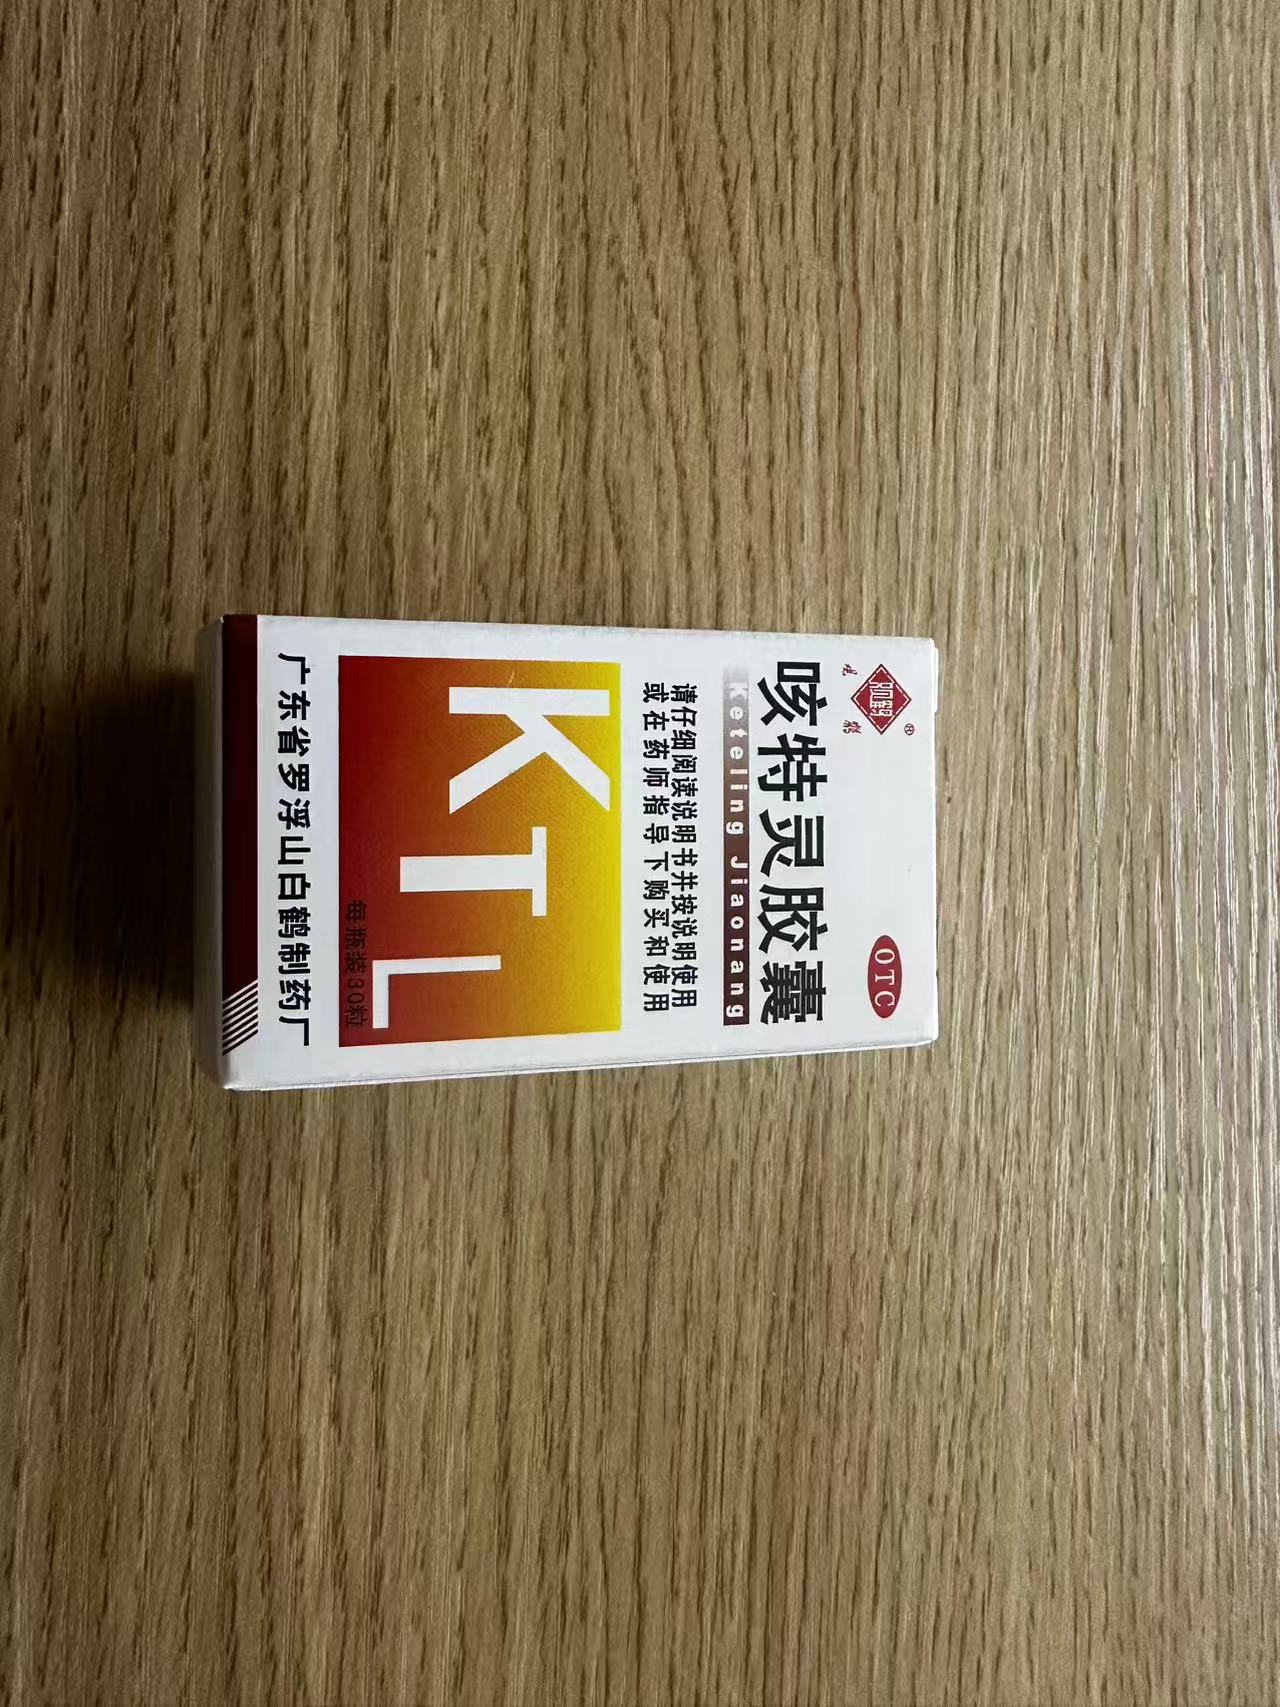 OTC
咳特灵胶囊
Keteling Jiaonang
请仔细阅读说明书并按说明使用
或在药师指导下购买和使用
KTL
每瓶装30粒
广东省罗浮山白鹤制药厂